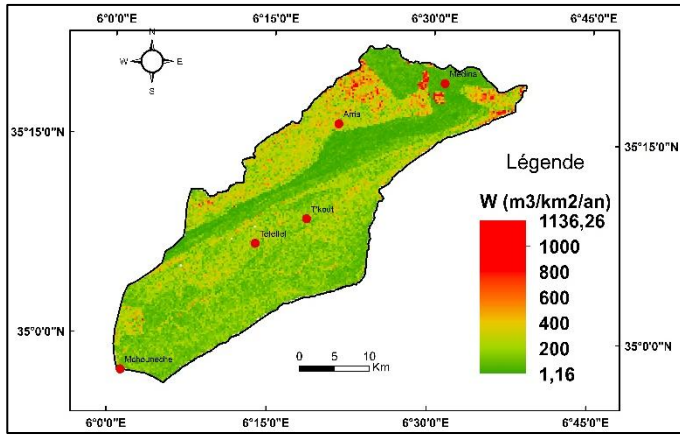 6°0'0"E 6°15'0"E 6°30'0"E 6°45'0"E
N
W E
S
Medina
Arris
35°15'0"N 35°15'0"N
Légende
W (m3/km2/an)
1136,26
1000
800
600
400
200
1,16
T'kout
Teleflel
35°0'0"N 35°0'0"N
Mchouneche
0 5 10
Km
6°0'0"E 6°15'0"E 6°30'0"E 6°45'0"E